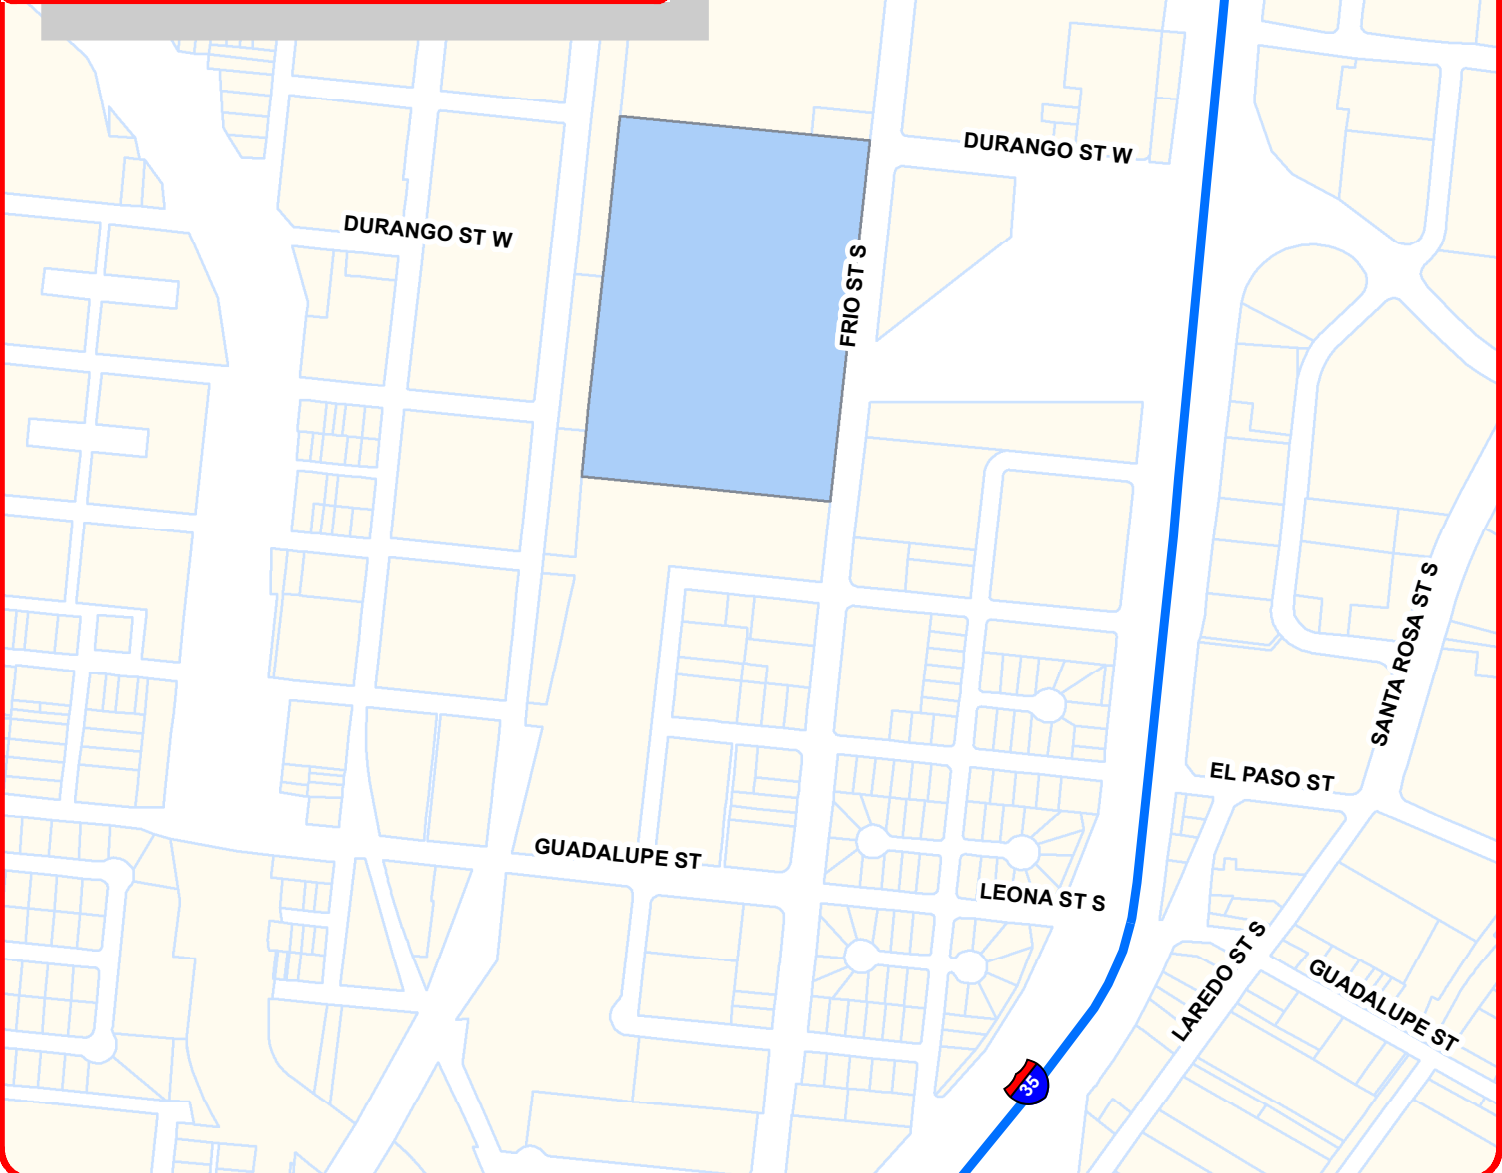 DURANGO ST W
DURANGO ST W
FRIO ST S
SANTA ROSA ST S
EL PASO ST
GUADALUPE ST
LEONA ST S
LAREDO ST S
GUADALUPE ST
35